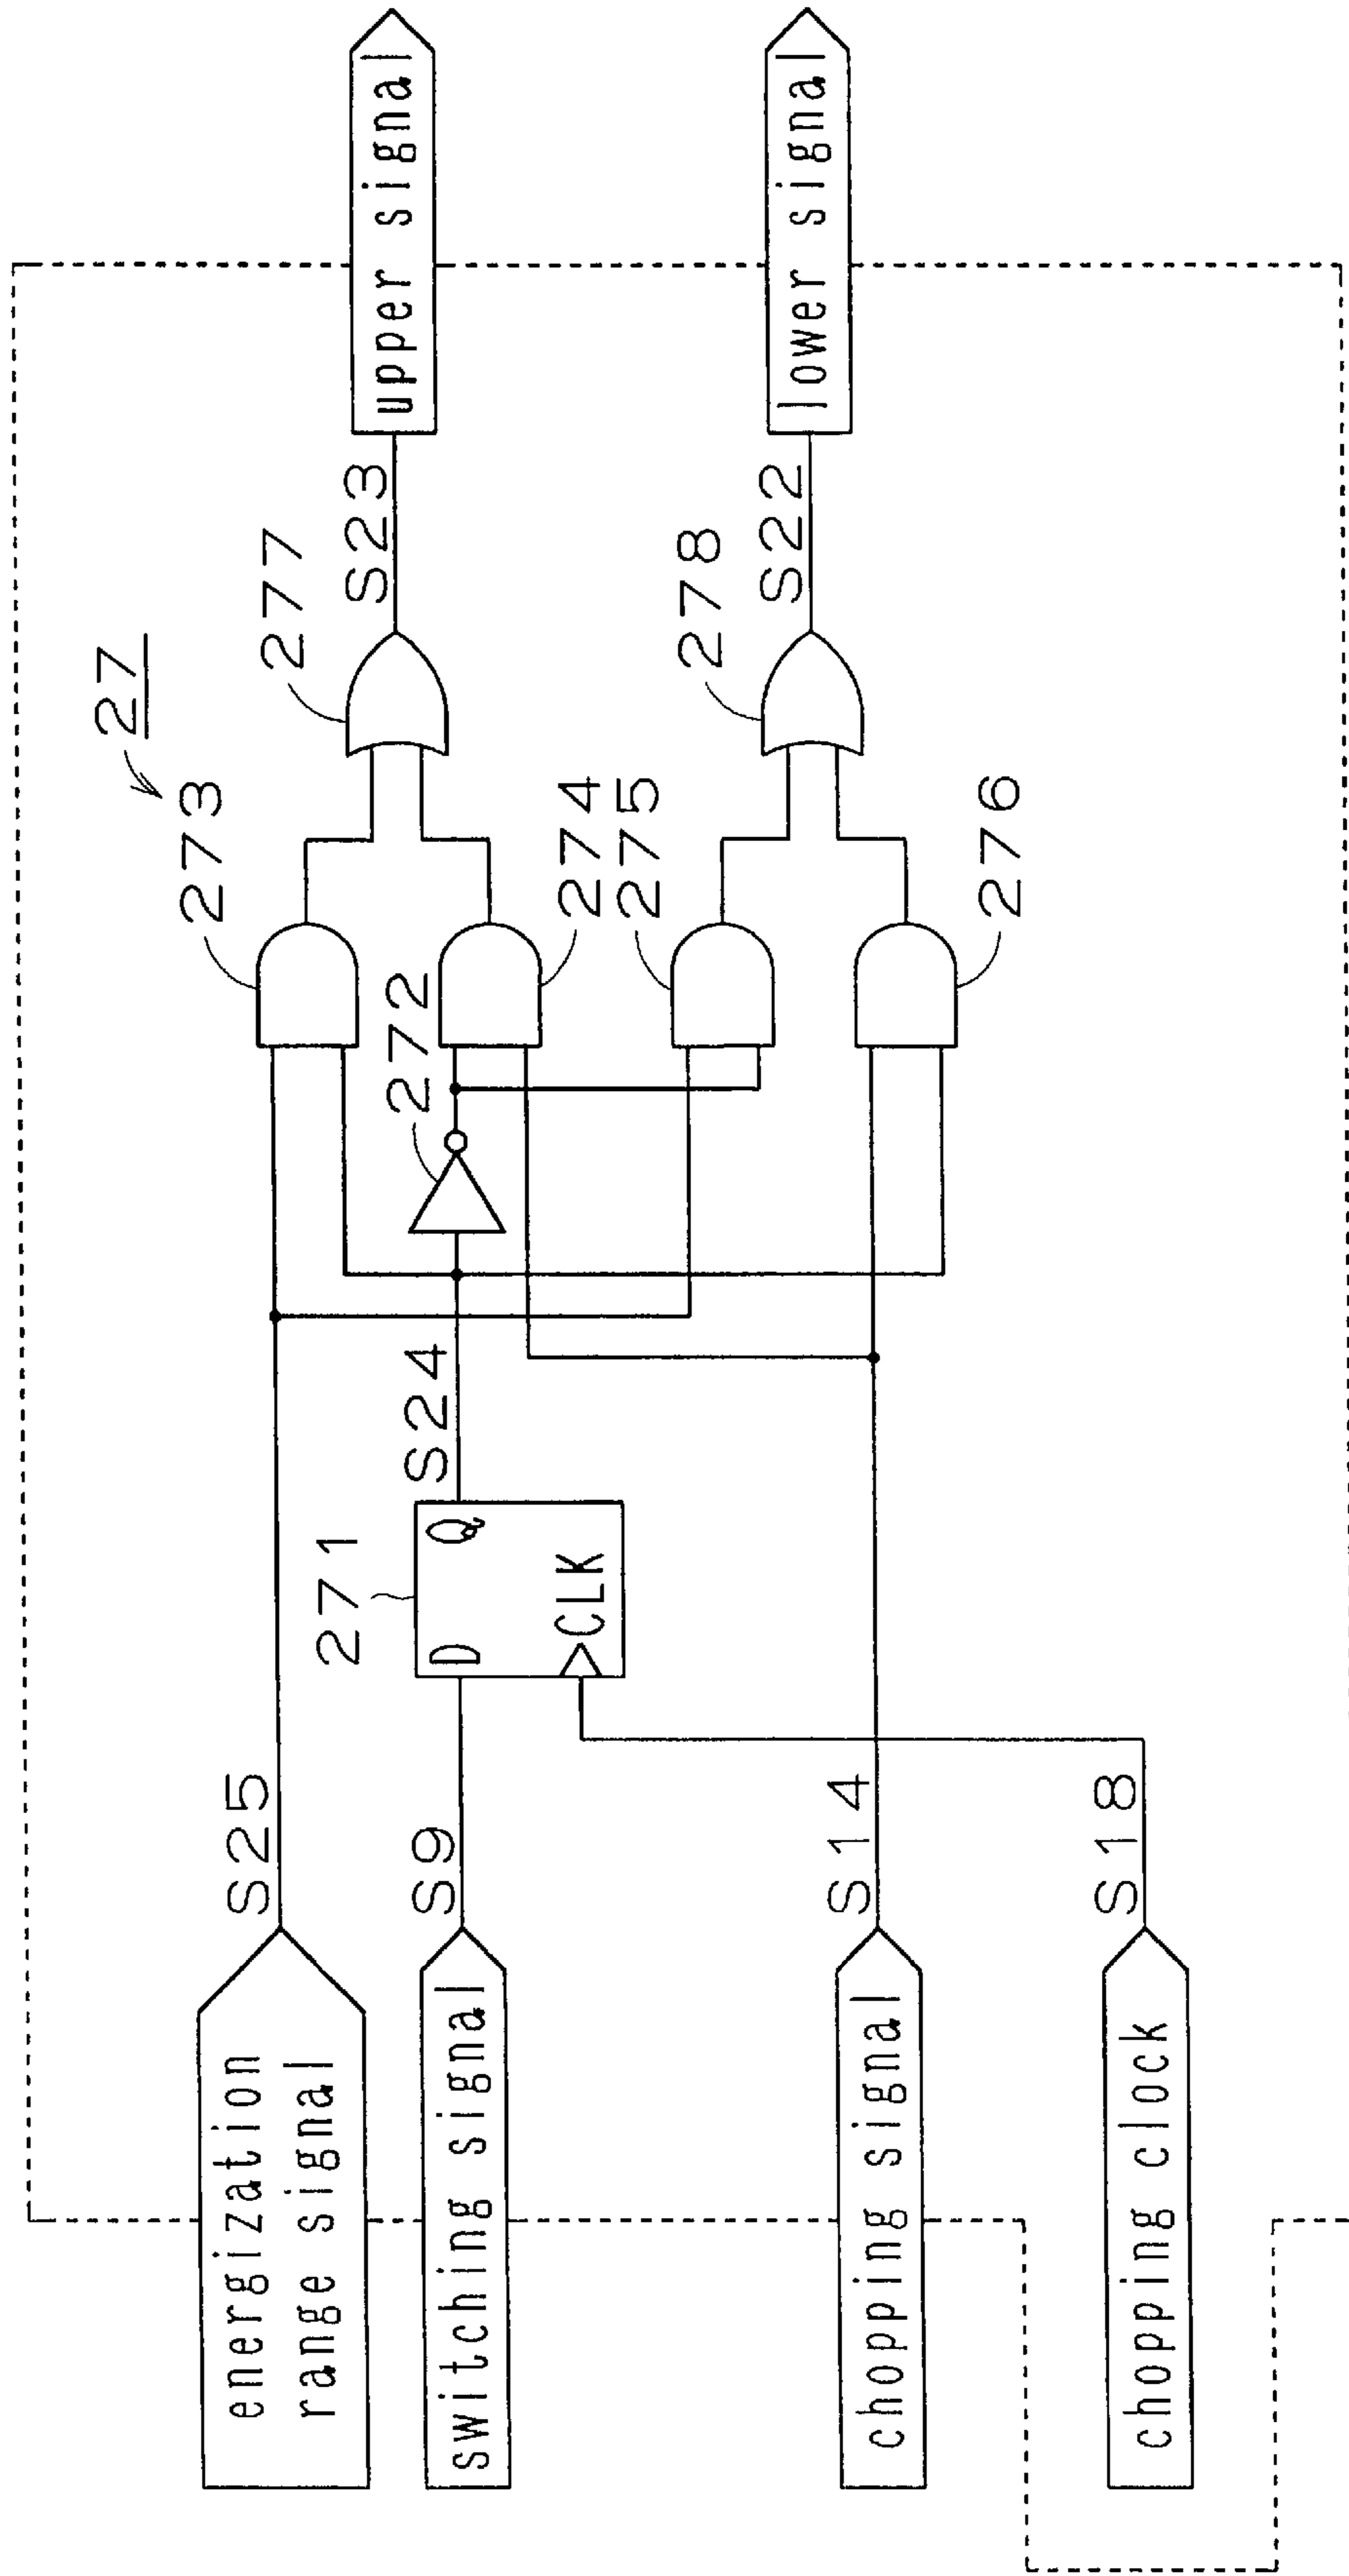 27
energization
range signal
S25
switching signal
S9
chopping signal
S14
chopping clock
S18
271
D
Q
CLK
S24
272
273
274
275
276
277
278
S23
upper signal
S22
lower signal